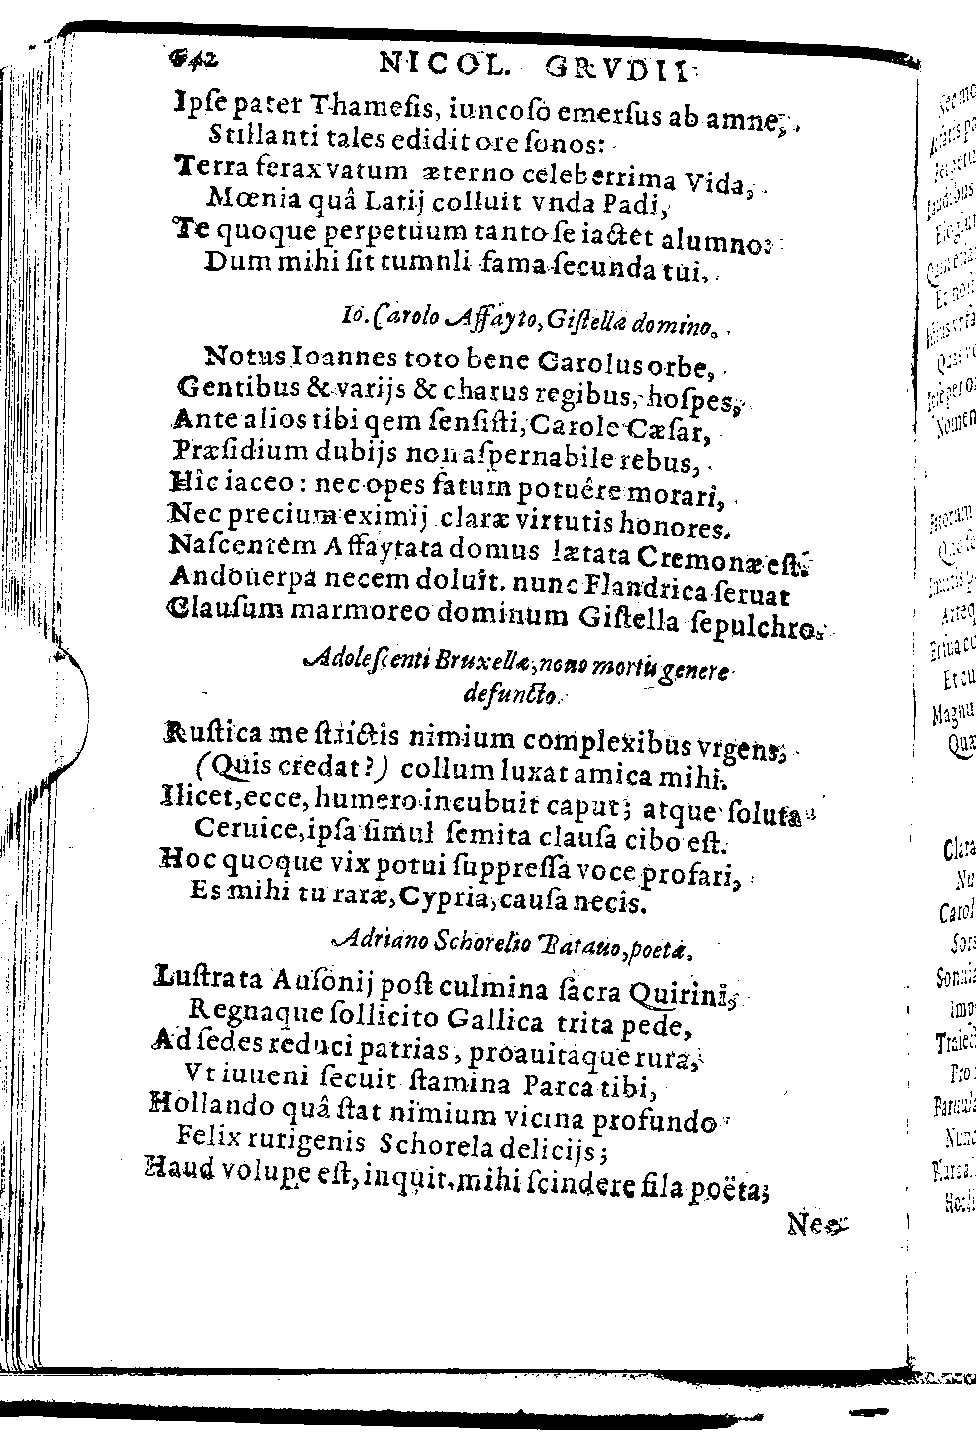 642 NICOL. GRVDII
Ipſe pater Thameſis, iuncoſo emerſus ab amne,
Stillanti tales edidit ore ſonos:
Terra ferax vatum æterno celeberrima Vida,
Mœnia quâ Latij colluit vnda Padi,
Te quoque perpetuum tanto ſe iactet alumno:
Dum mihi ſit tumnli fama ſecunda tui.
Io. Carolo Affayto, Giſtellæ domino.
Notus Ioannes toto bene Carolus orbe,
Gentibus & varijs & charus regibus, hoſpes,
Ante alios tibi qem ſenſiſti, Carole Cæſar,
Præſidium dubijs non aſpernabile rebus,
Hîc iaceo: nec opes fatum potuêre morari,
Nec precium eximij claræ virtutis honores.
Naſcentem Affaytata domus lætata Cremonæ eſt:
Andouerpa necem doluit. nunc Flandrica ſeruat
Clauſum marmoreo dominum Giſtella ſepulchro.
Adoleſcenti Bruxellæ, nono mortis genere
defuncto.
Ruſtica me ſtrictis nimium complexibus vrgens,
(Quis credat?) collum luxat amica mihi.
Ilicet, ecce, humero incubuit caput; atque ſoluta
Ceruice, ipſa ſimul ſemita clauſa cibo eſt.
Hoc quoque vix potui ſuppreſſa voce profari,
Es mihi tu raræ, Cypria, cauſa necis.
Adriano Schorelio Batauo, poetæ.
Luſtrata Auſonij poſt culmina ſacra Quirini,
Regnaque ſollicito Gallica trita pede,
Ad ſedes reduci patrias, proauitaque rura,
Vt iuueni ſecuit ſtamina Parca tibi,
Hollando quâ ſtat nimium vicina profundo
Felix rurigenis Schorela delicijs;
Haud volupe eſt, inquit, mihi ſcindere fila poëtæ;
Nec